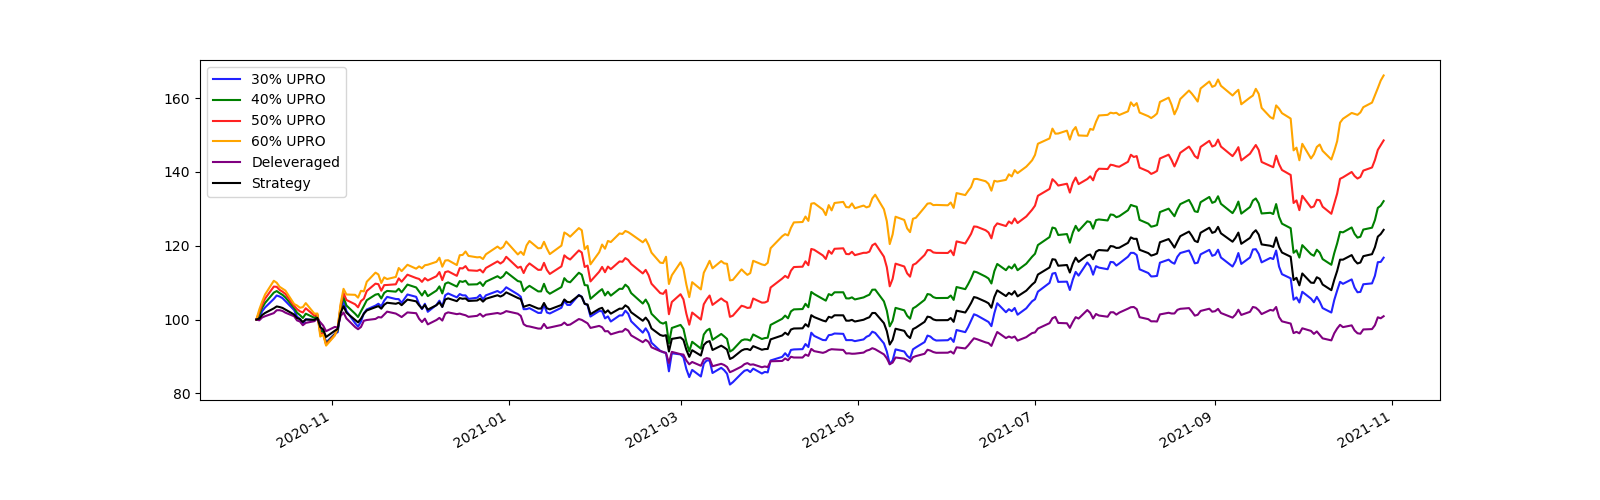 30% UPRO
40% UPRO
50% UPRO
60% UPRO
Deleveraged
Strategy
160
140
120
100
80
2020-11
2021-01
2021-03
2021-05
2021-07
2021-09
2021-11